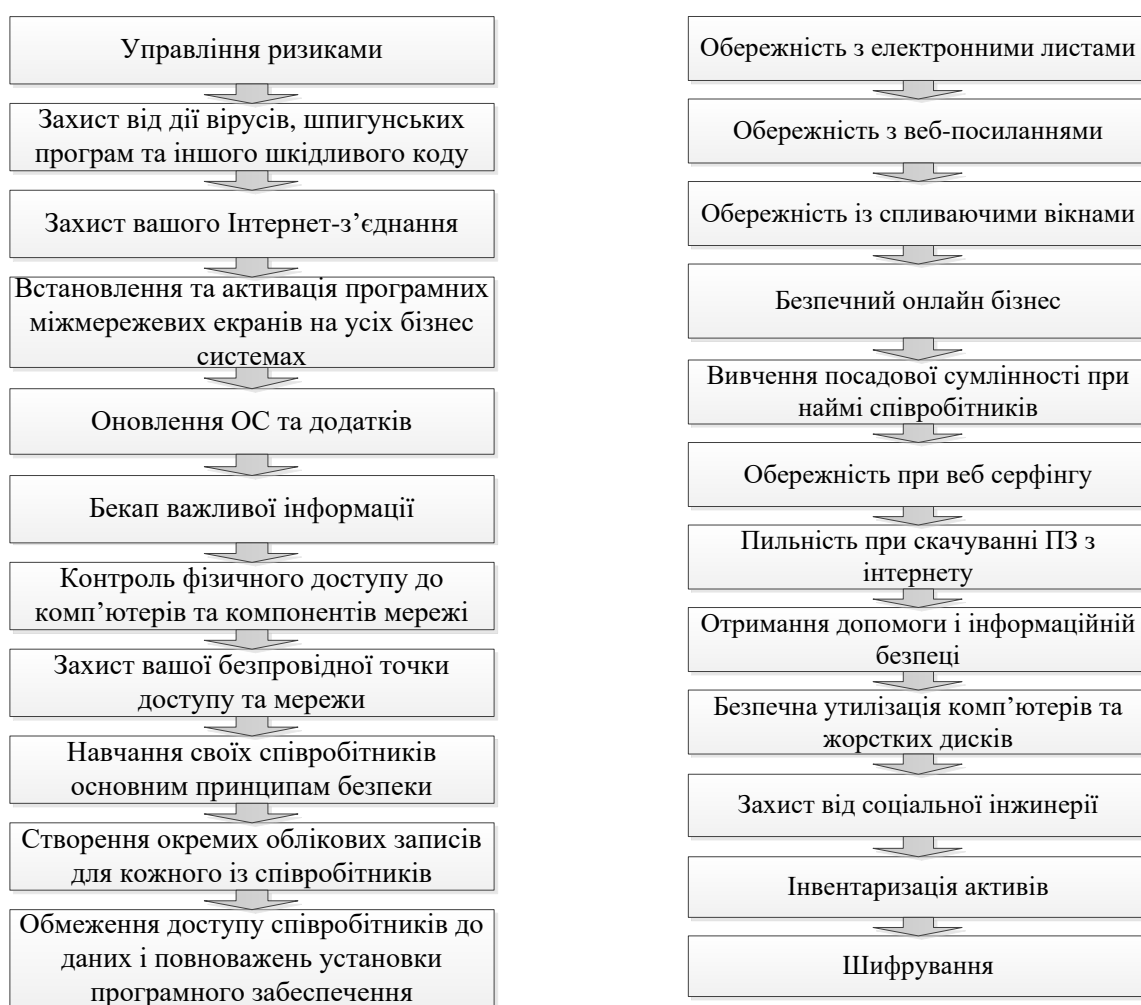 Управління ризиками
Захист від дії вірусів, шпигунських
програм та іншого шкідливого коду
Захист вашого Інтернет-з’єднання
Встановлення та активація програмних
міжмережевих екранів на усіх бізнес
системах
Оновлення ОС та додатків
Бекап важливої інформації
Контроль фізичного доступу до
комп’ютерів та компонентів мережі
Захист вашої безпровідної точки
доступу та мережи
Навчання своїх співробітників
основним принципам безпеки
Створення окремих облікових записів
для кожного із співробітників
Обмеження доступу співробітників до
даних і повноважень установки
програмного забеспечення
Обережність з електронними листами
Обережність з веб-посиланнями
Обережність із спливаючими вікнами
Безпечний онлайн бізнес
Вивчення посадової сумлінності при
наймі співробітників
Обережність при веб серфінгу
Пильність при скачуванні ПЗ з
інтернету
Отримання допомоги і інформаційній
безпеці
Безпечна утилізація комп’ютерів та
жорстких дисків
Захист від соціальної інжинерії
Інвентаризація активів
Шифрування